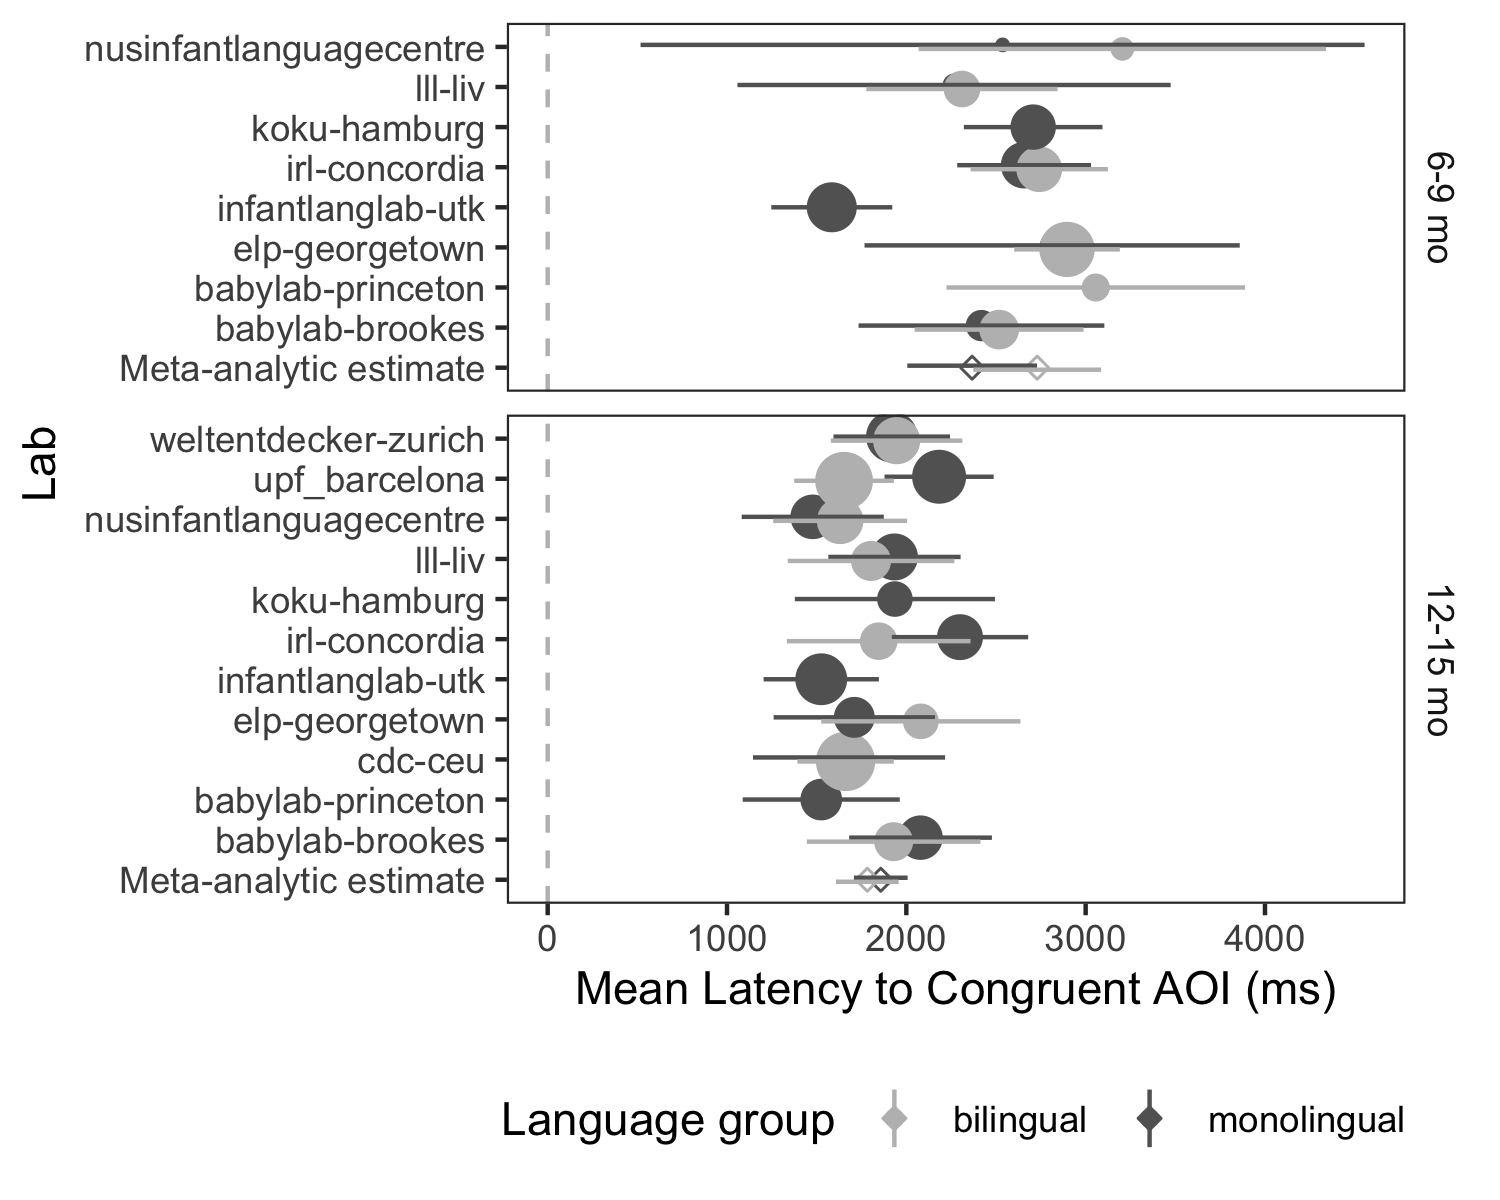 nusinfantlanguagecentre
lll-liv
koku-hamburg
irl-concordia
infantlanglab-utk
elp-georgetown
babylab-princeton
babylab-brookes
Meta-analytic estimate
6-9 mo
Lab
weltentdecker-zurich
upf_barcelona
nusinfantlanguagecentre
lll-liv
koku-hamburg
irl-concordia
infantlanglab-utk
elp-georgetown
cdc-ceu
babylab-princeton
babylab-brookes
Meta-analytic estimate
12-15 mo
0 1000 2000 3000 4000
Mean Latency to Congruent AOI (ms)
Language group bilingual monolingual